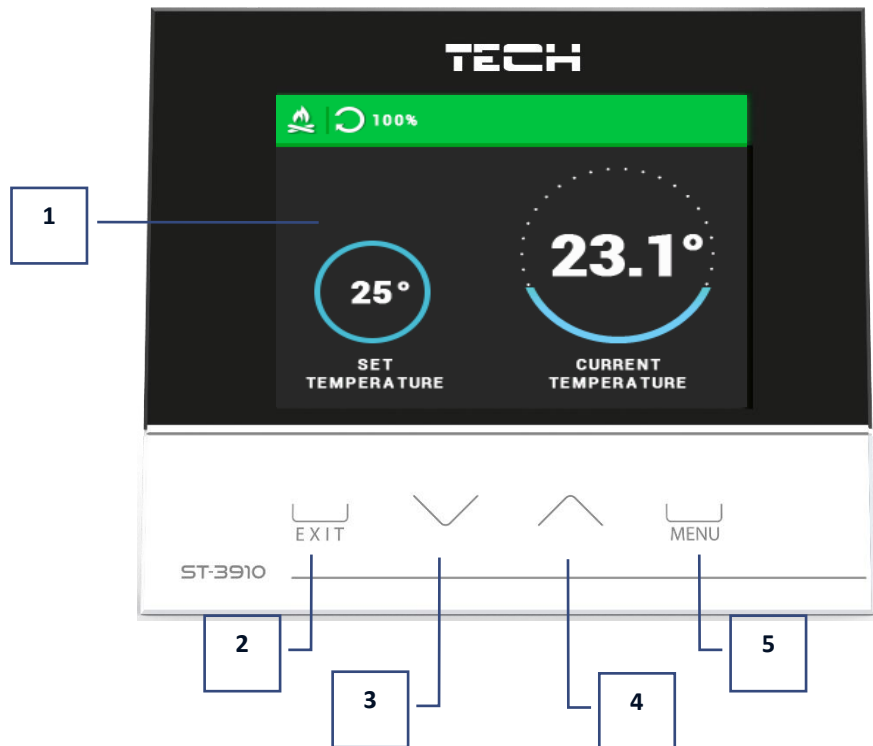 TECH
100%
1
25°
23.1°
SET
TEMPERATURE
CURRENT
TEMPERATURE
EXIT
MENU
ST-3910
2
3
4
5